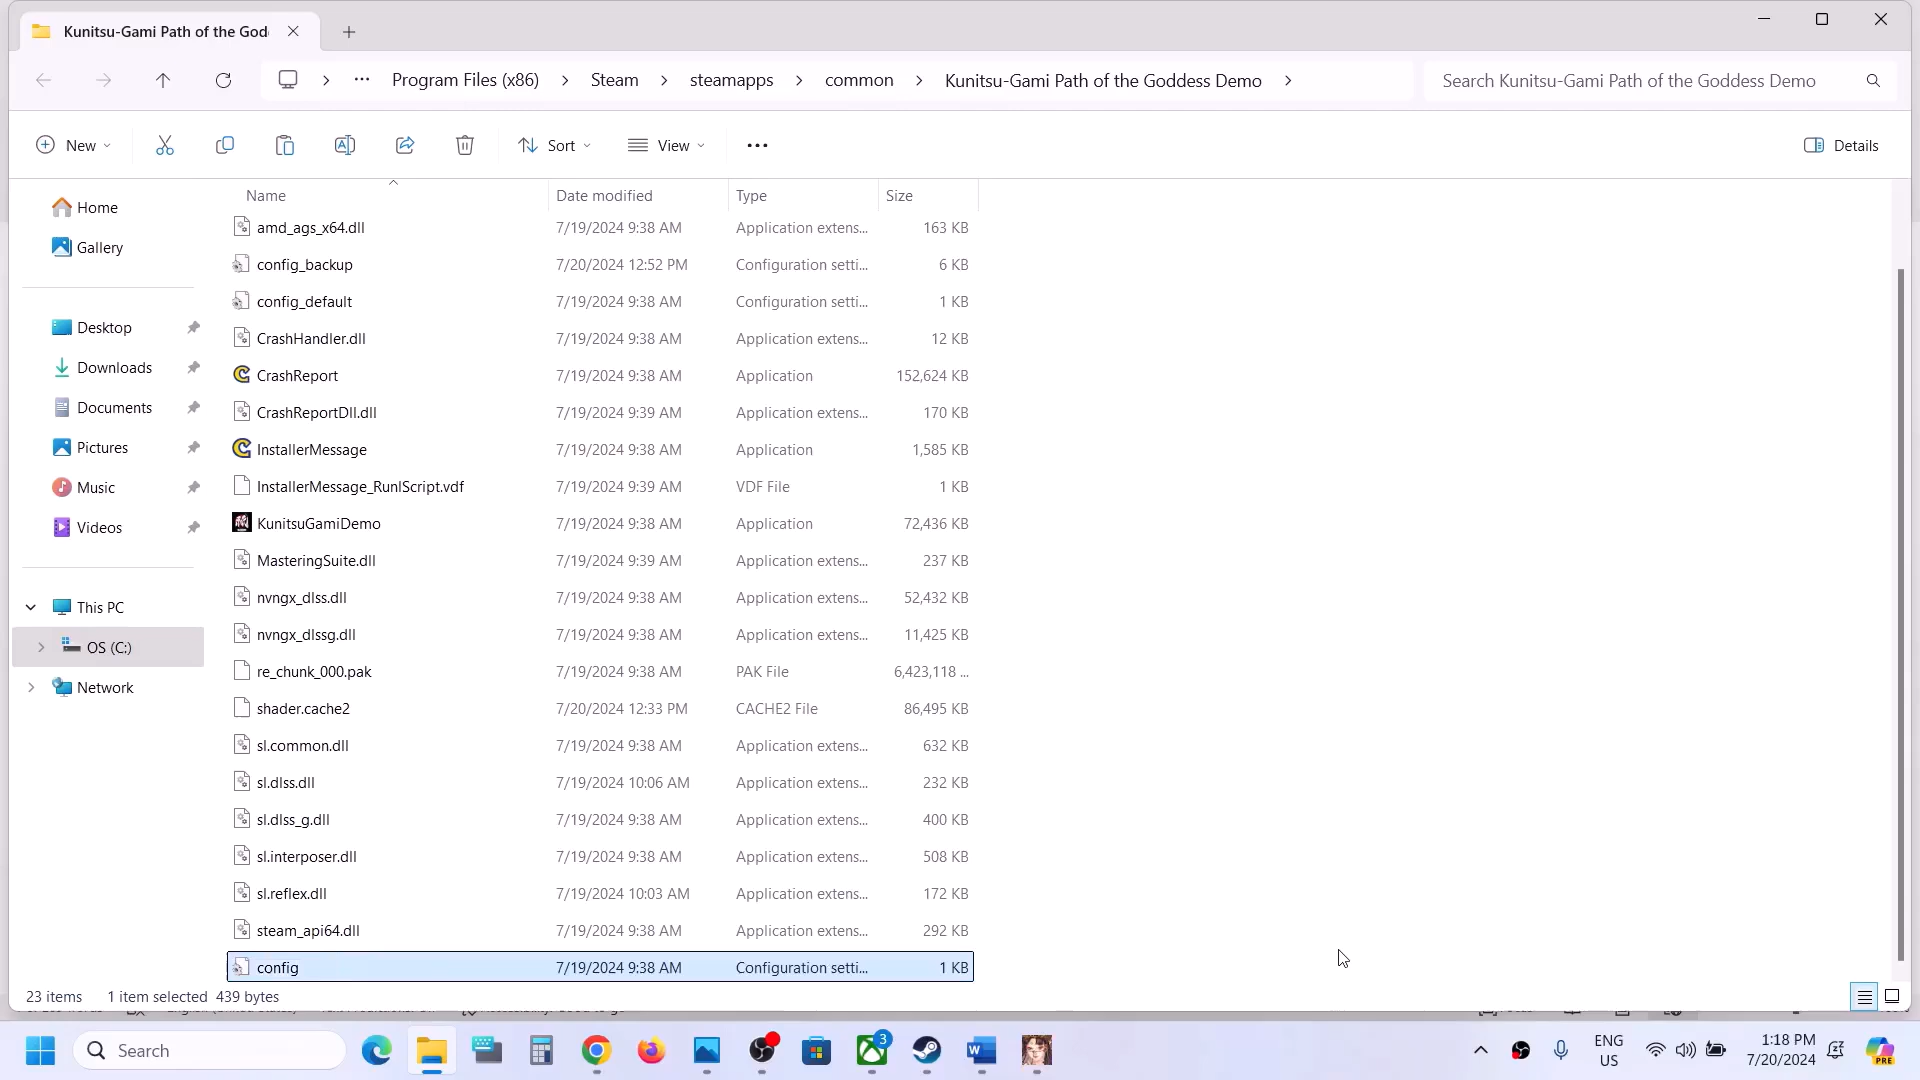 Kunitsu-Gami Path of the God
Program Files (x86) Steam steamapps common Kunitsu-Gami Path of the Goddess Demo
Search Kunitsu-Gami Path of the Goddess Demo
New
Sort
View
Details
Home
Gallery
Desktop
Downloads
Documents
Pictures
Music
Videos
This PC
OS (C:)
Network
Name Date modified Type Size
amd_ags_x64.dll 7/19/2024 9:38 AM Application extens... 163 KB
config_backup 7/20/2024 12:52 PM Configuration setti... 6 KB
config_default 7/19/2024 9:38 AM Configuration setti... 1 KB
CrashHandler.dll 7/19/2024 9:38 AM Application extens... 12 KB
CrashReport 7/19/2024 9:38 AM Application 152,624 KB
CrashReportDll.dll 7/19/2024 9:39 AM Application extens... 170 KB
InstallerMessage 7/19/2024 9:38 AM Application 1,585 KB
InstallerMessage_RunIScript.vdf 7/19/2024 9:39 AM VDF File 1 KB
KunitsuGamiDemo 7/19/2024 9:38 AM Application 72,436 KB
MasteringSuite.dll 7/19/2024 9:39 AM Application extens... 237 KB
nvngx_dlss.dll 7/19/2024 9:38 AM Application extens... 52,432 KB
nvngx_dlssg.dll 7/19/2024 9:38 AM Application extens... 11,425 KB
re_chunk_000.pak 7/19/2024 9:38 AM PAK File 6,423,118 ...
shader.cache2 7/20/2024 12:33 PM CACHE2 File 86,495 KB
sl.common.dll 7/19/2024 9:38 AM Application extens... 632 KB
sl.dlss.dll 7/19/2024 10:06 AM Application extens... 232 KB
sl.dlss_g.dll 7/19/2024 9:38 AM Application extens... 400 KB
sl.interposer.dll 7/19/2024 9:38 AM Application extens... 508 KB
sl.reflex.dll 7/19/2024 10:03 AM Application extens... 172 KB
steam_api64.dll 7/19/2024 9:38 AM Application extens... 292 KB
config 7/19/2024 9:38 AM Configuration setti... 1 KB
23 items 1 item selected 439 bytes
Search
3
ENG
US
1:18 PM
7/20/2024
PRE